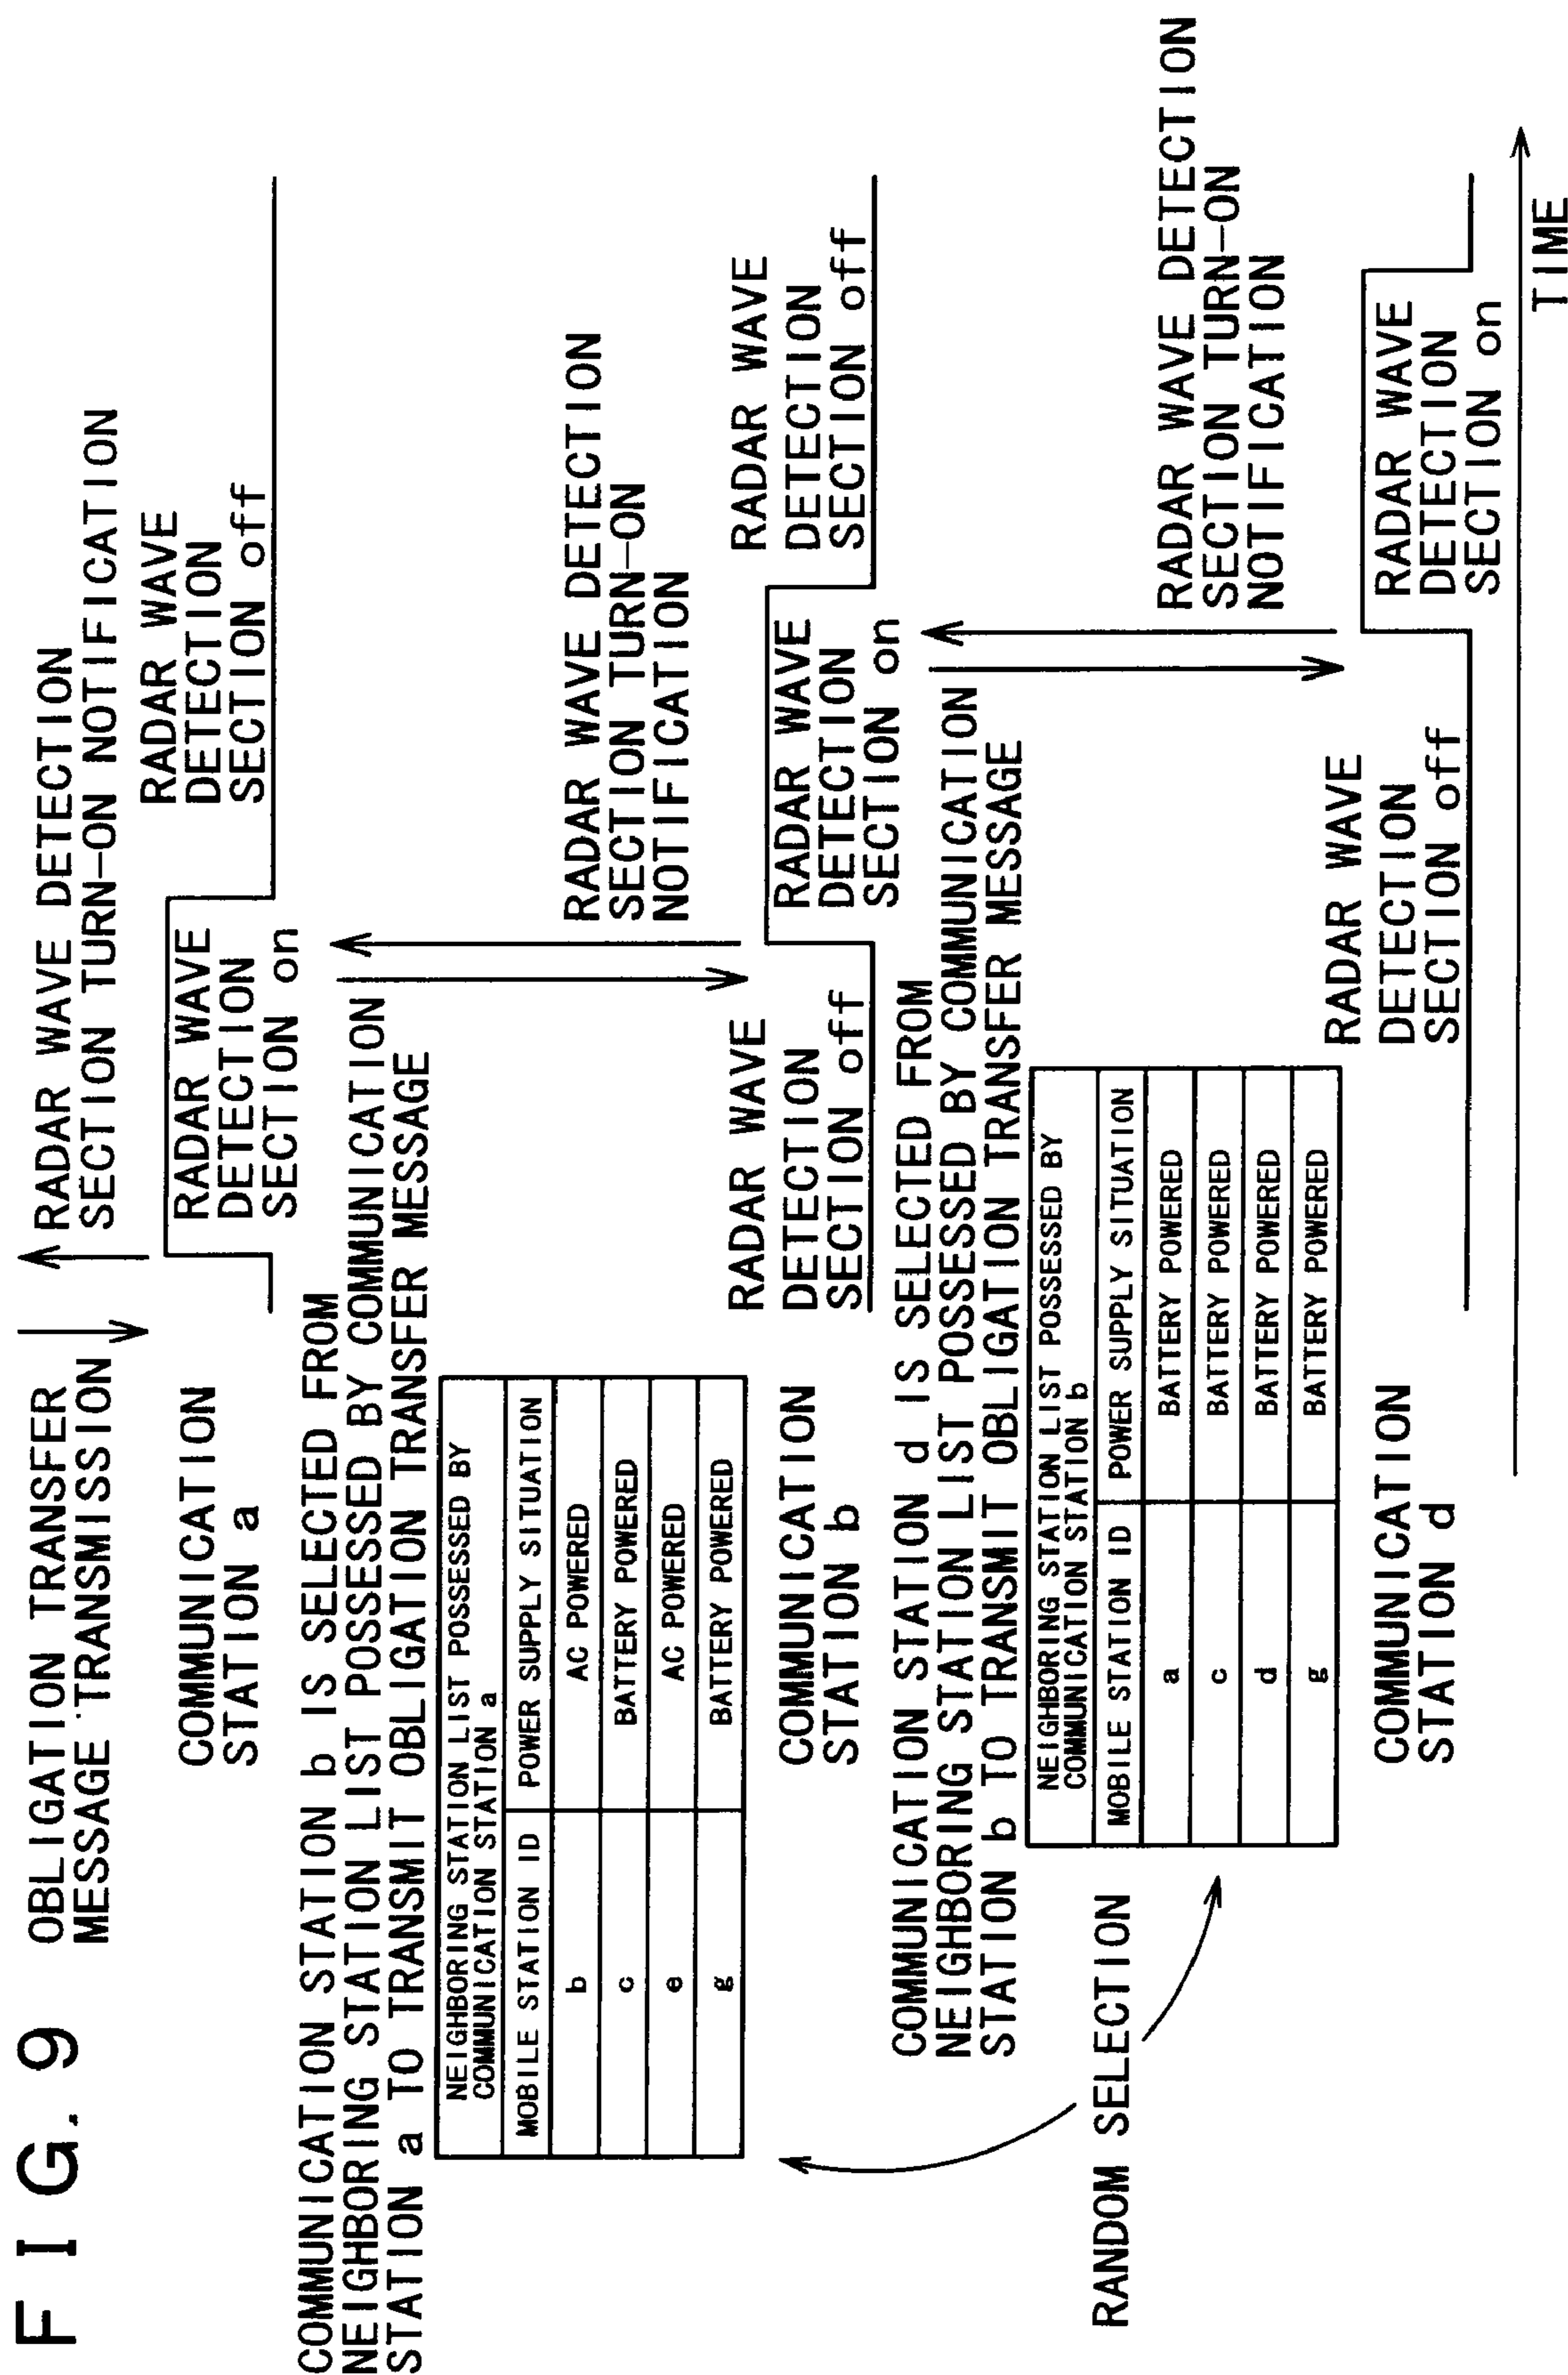 FIG. 9
OBLIGATION TRANSFER
MESSAGE TRANSMISSION
RADAR WAVE DETECTION
SECTION TURN-ON NOTIFICATION
COMMUNICATION
STATION a
RADAR WAVE
DETECTION
SECTION on
RADAR WAVE
DETECTION
SECTION off
COMMUNICATION STATION b IS SELECTED FROM
NEIGHBORING STATION LIST POSSESSED BY COMMUNICATION
STATION a TO TRANSMIT OBLIGATION TRANSFER MESSAGE
NEIGHBORING STATION LIST POSSESSED BY
COMMUNICATION STATION a
MOBILE STATION ID POWER SUPPLY SITUATION
b AC POWERED
c BATTERY POWERED
e AC POWERED
g BATTERY POWERED
RADAR WAVE DETECTION
SECTION TURN-ON
NOTIFICATION
COMMUNICATION
STATION b
RADAR WAVE
DETECTION
SECTION off
RADAR WAVE
DETECTION
SECTION on
RADAR WAVE
DETECTION
SECTION off
COMMUNICATION STATION d IS SELECTED FROM
NEIGHBORING STATION LIST POSSESSED BY COMMUNICATION
STATION b TO TRANSMIT OBLIGATION TRANSFER MESSAGE
RANDOM SELECTION
NEIGHBORING STATION LIST POSSESSED BY
COMMUNICATION STATION b
MOBILE STATION ID POWER SUPPLY SITUATION
a BATTERY POWERED
c BATTERY POWERED
d BATTERY POWERED
g BATTERY POWERED
RADAR WAVE DETECTION
SECTION TURN-ON
NOTIFICATION
COMMUNICATION
STATION d
RADAR WAVE
DETECTION
SECTION off
RADAR WAVE
DETECTION
SECTION on
TIME